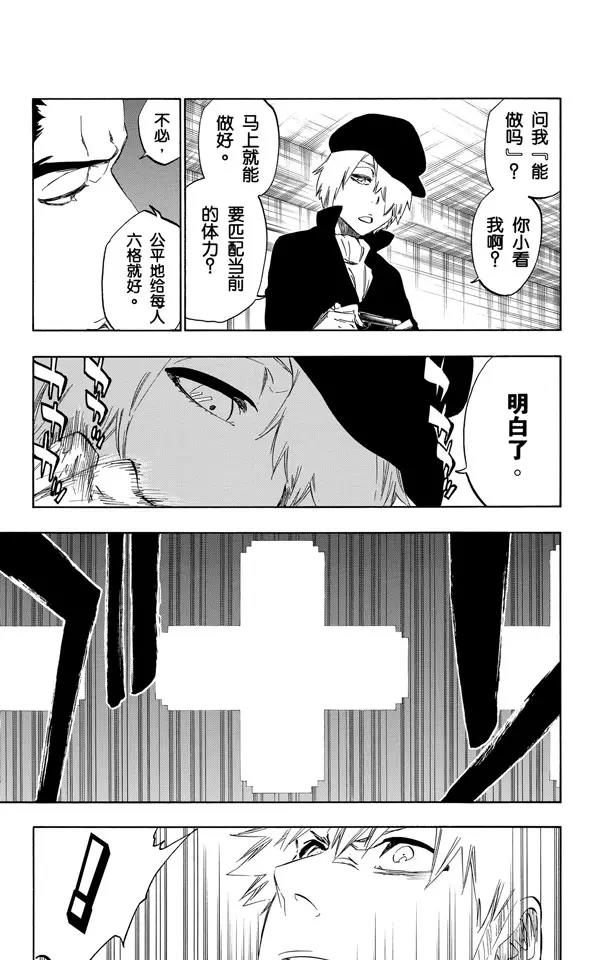 问我『能
做吗』？
你小看
我啊？
马上就能
做好。
要匹配当前
的体力？
不必，
公平地给每人
六格就好。
明白了。
！